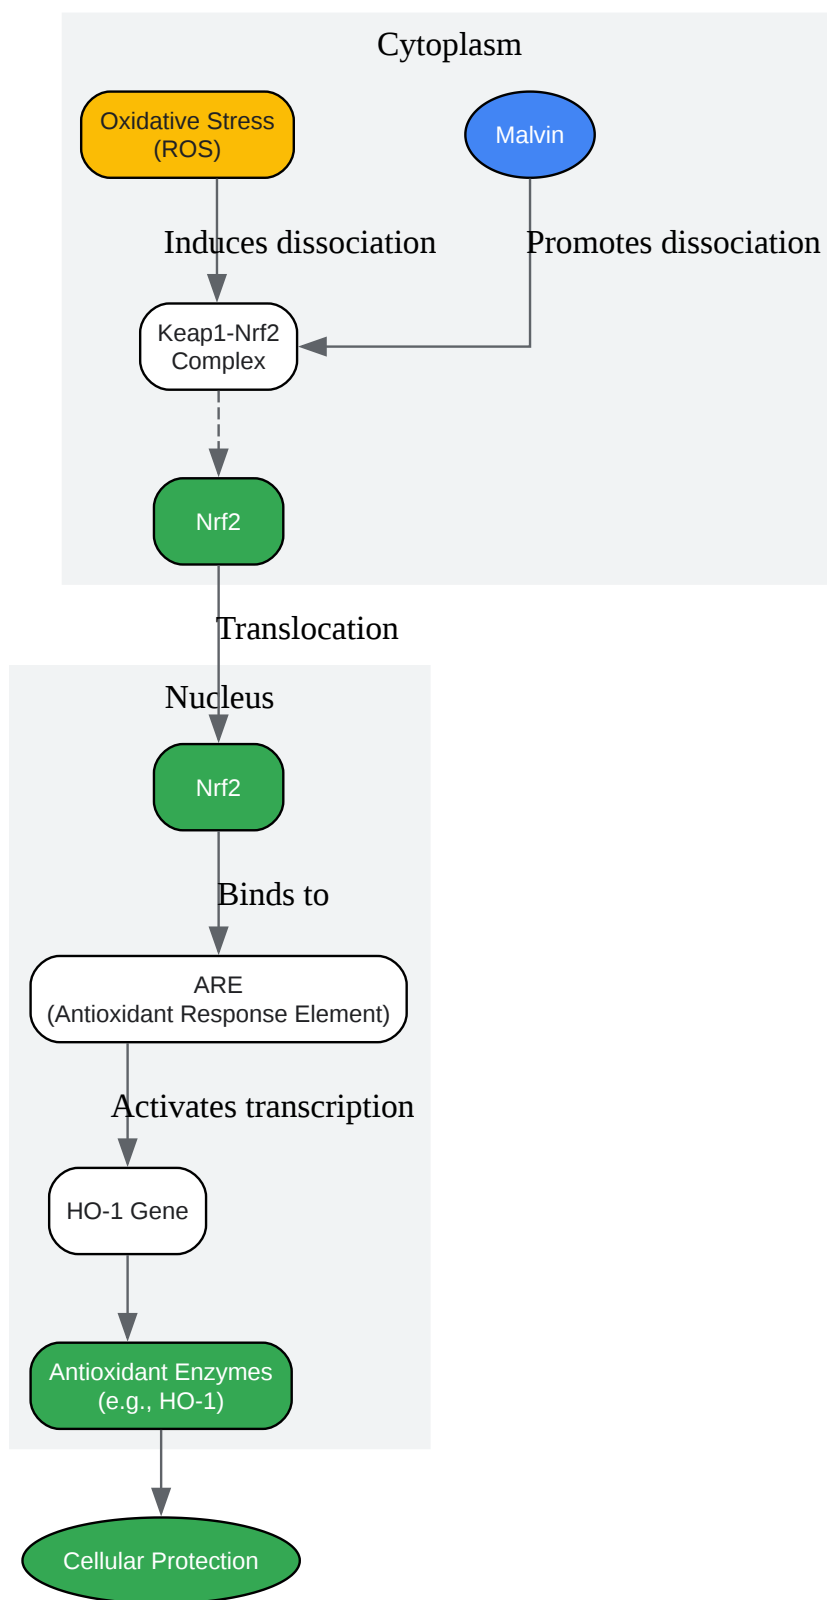 Cytoplasm
Oxidative Stress
(ROS)
Malvin
Induces dissociation
Promotes dissociation
Keap1-Nrf2
Complex
Nrf2
Translocation
Nucleus
Nrf2
Binds to
ARE
(Antioxidant Response Element)
Activates transcription
HO-1 Gene
Antioxidant Enzymes
(e.g., HO-1)
Cellular Protection